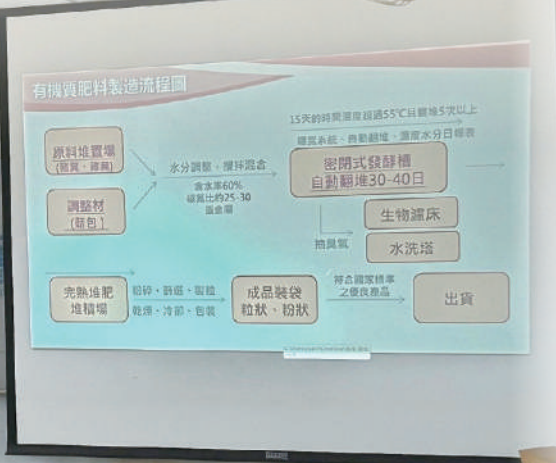 有機質肥料製造流程圖
15天的時間溫度超過55℃且翻堆5次以上
曝氣系統、自動翻堆、溫度水分日報表
原料堆置場
水分調整、攪拌混合
密閉式發酵槽
自動翻堆30-40日
含水率60%
碳氮比約25-30
調整材
(菇包)
生物濾床
抽臭氣
水洗塔
完熟堆肥
堆積場
粉碎、篩選、製粒
乾燥、冷卻、包裝
成品裝袋
粒狀、粉狀
符合國家標準
之優良產品
出貨